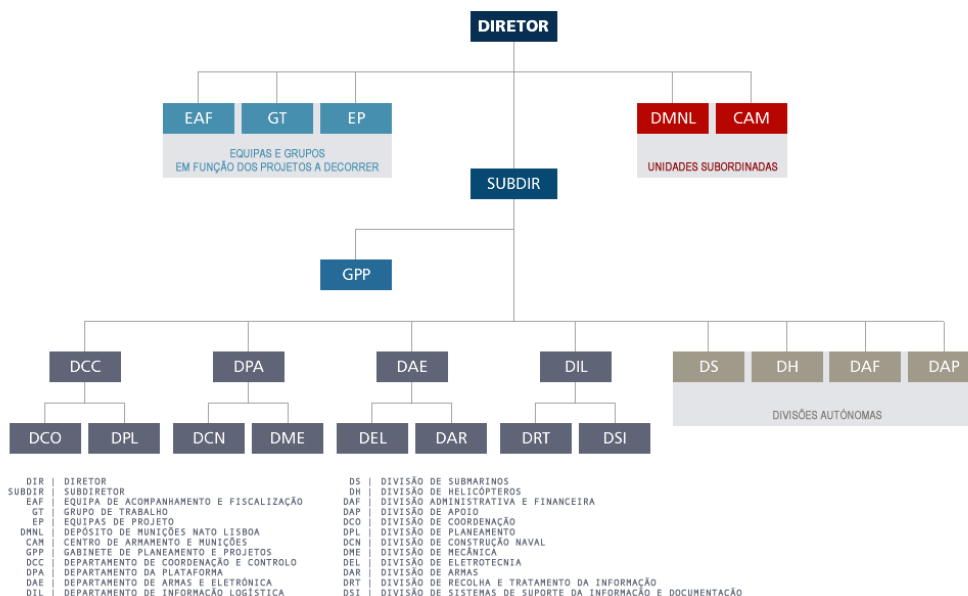 DIRETOR
EAF GT EP DMNL CAM
EQUIPAS E GRUPOS
EM FUNÇÃO DOS PROJETOS A DECORRER
UNIDADES SUBORDINADAS
SUBDIR
GPP
DCC DPA DAE DIL DS DH DAF DAP
DIVISÕES AUTÓNOMAS
DCO DPL DCN DME DEL DAR DRT DSI
DIR | DIRETOR
SUBDIR | SUBDIRETOR
EAF | EQUIPA DE ACOMPANHAMENTO E FISCALIZAÇÃO
GT | GRUPO DE TRABALHO
EP | EQUIPAS DE PROJETO
DMNL | DEPÓSITO DE MUNIÇÕES NATO LISBOA
CAM | CENTRO DE ARMAMENTO E MUNIÇÕES
GPP | GABINETE DE PLANEAMENTO E PROJETOS
DCC | DEPARTAMENTO DE COORDENAÇÃO E CONTROLO
DPA | DEPARTAMENTO DA PLATAFORMA
DAE | DEPARTAMENTO DE ARMAS E ELETRÓNICA
DIL | DEPARTAMENTO DE INFORMAÇÃO LOGÍSTICA
DS | DIVISÃO DE SUBMARINOS
DH | DIVISÃO DE HELICÓPTEROS
DAF | DIVISÃO ADMINISTRATIVA E FINANCEIRA
DAP | DIVISÃO DE APOIO
DCO | DIVISÃO DE COORDENAÇÃO
DPL | DIVISÃO DE PLANEAMENTO
DCN | DIVISÃO DE CONSTRUÇÃO NAVAL
DME | DIVISÃO DE MECÂNICA
DEL | DIVISÃO DE ELETROTECNIA
DAR | DIVISÃO DE ARMAS
DRT | DIVISÃO DE RECOLHA E TRATAMENTO DA INFORMAÇÃO
DSI | DIVISÃO DE SISTEMAS DE SUPORTE DA INFORMAÇÃO E DOCUMENTAÇÃO